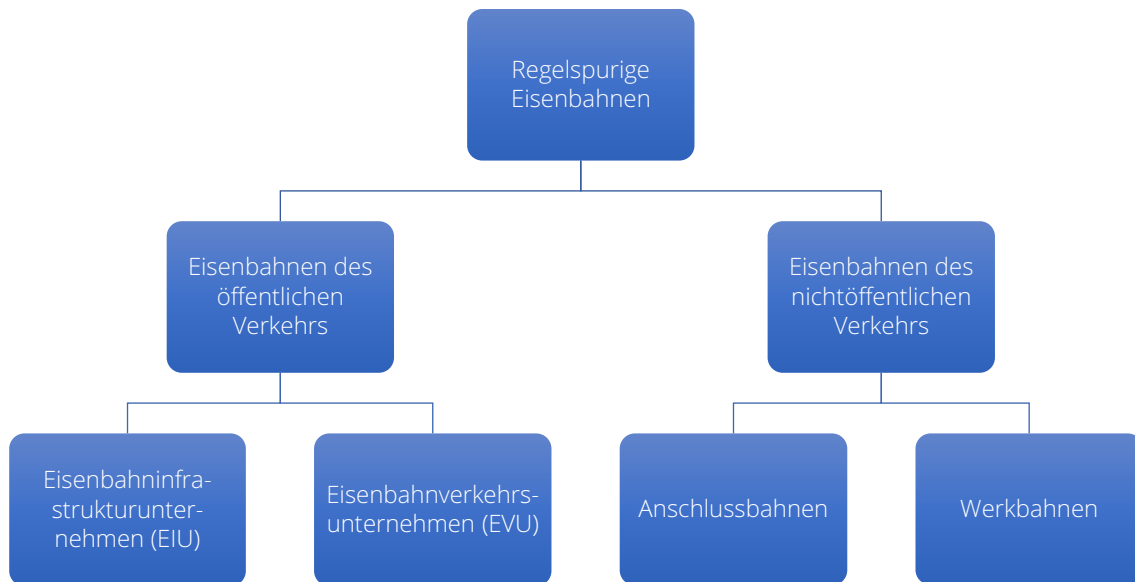 Regelspurige
Eisenbahnen
Eisenbahnen des
öffentlichen
Verkehrs
Eisenbahnen des
nichtöffentlichen
Verkehrs
Eisenbahninfra-
strukturunter-
nehmen (EIU)
Eisenbahnverkehrs-
unternehmen (EVU)
Anschlussbahnen
Werkbahnen